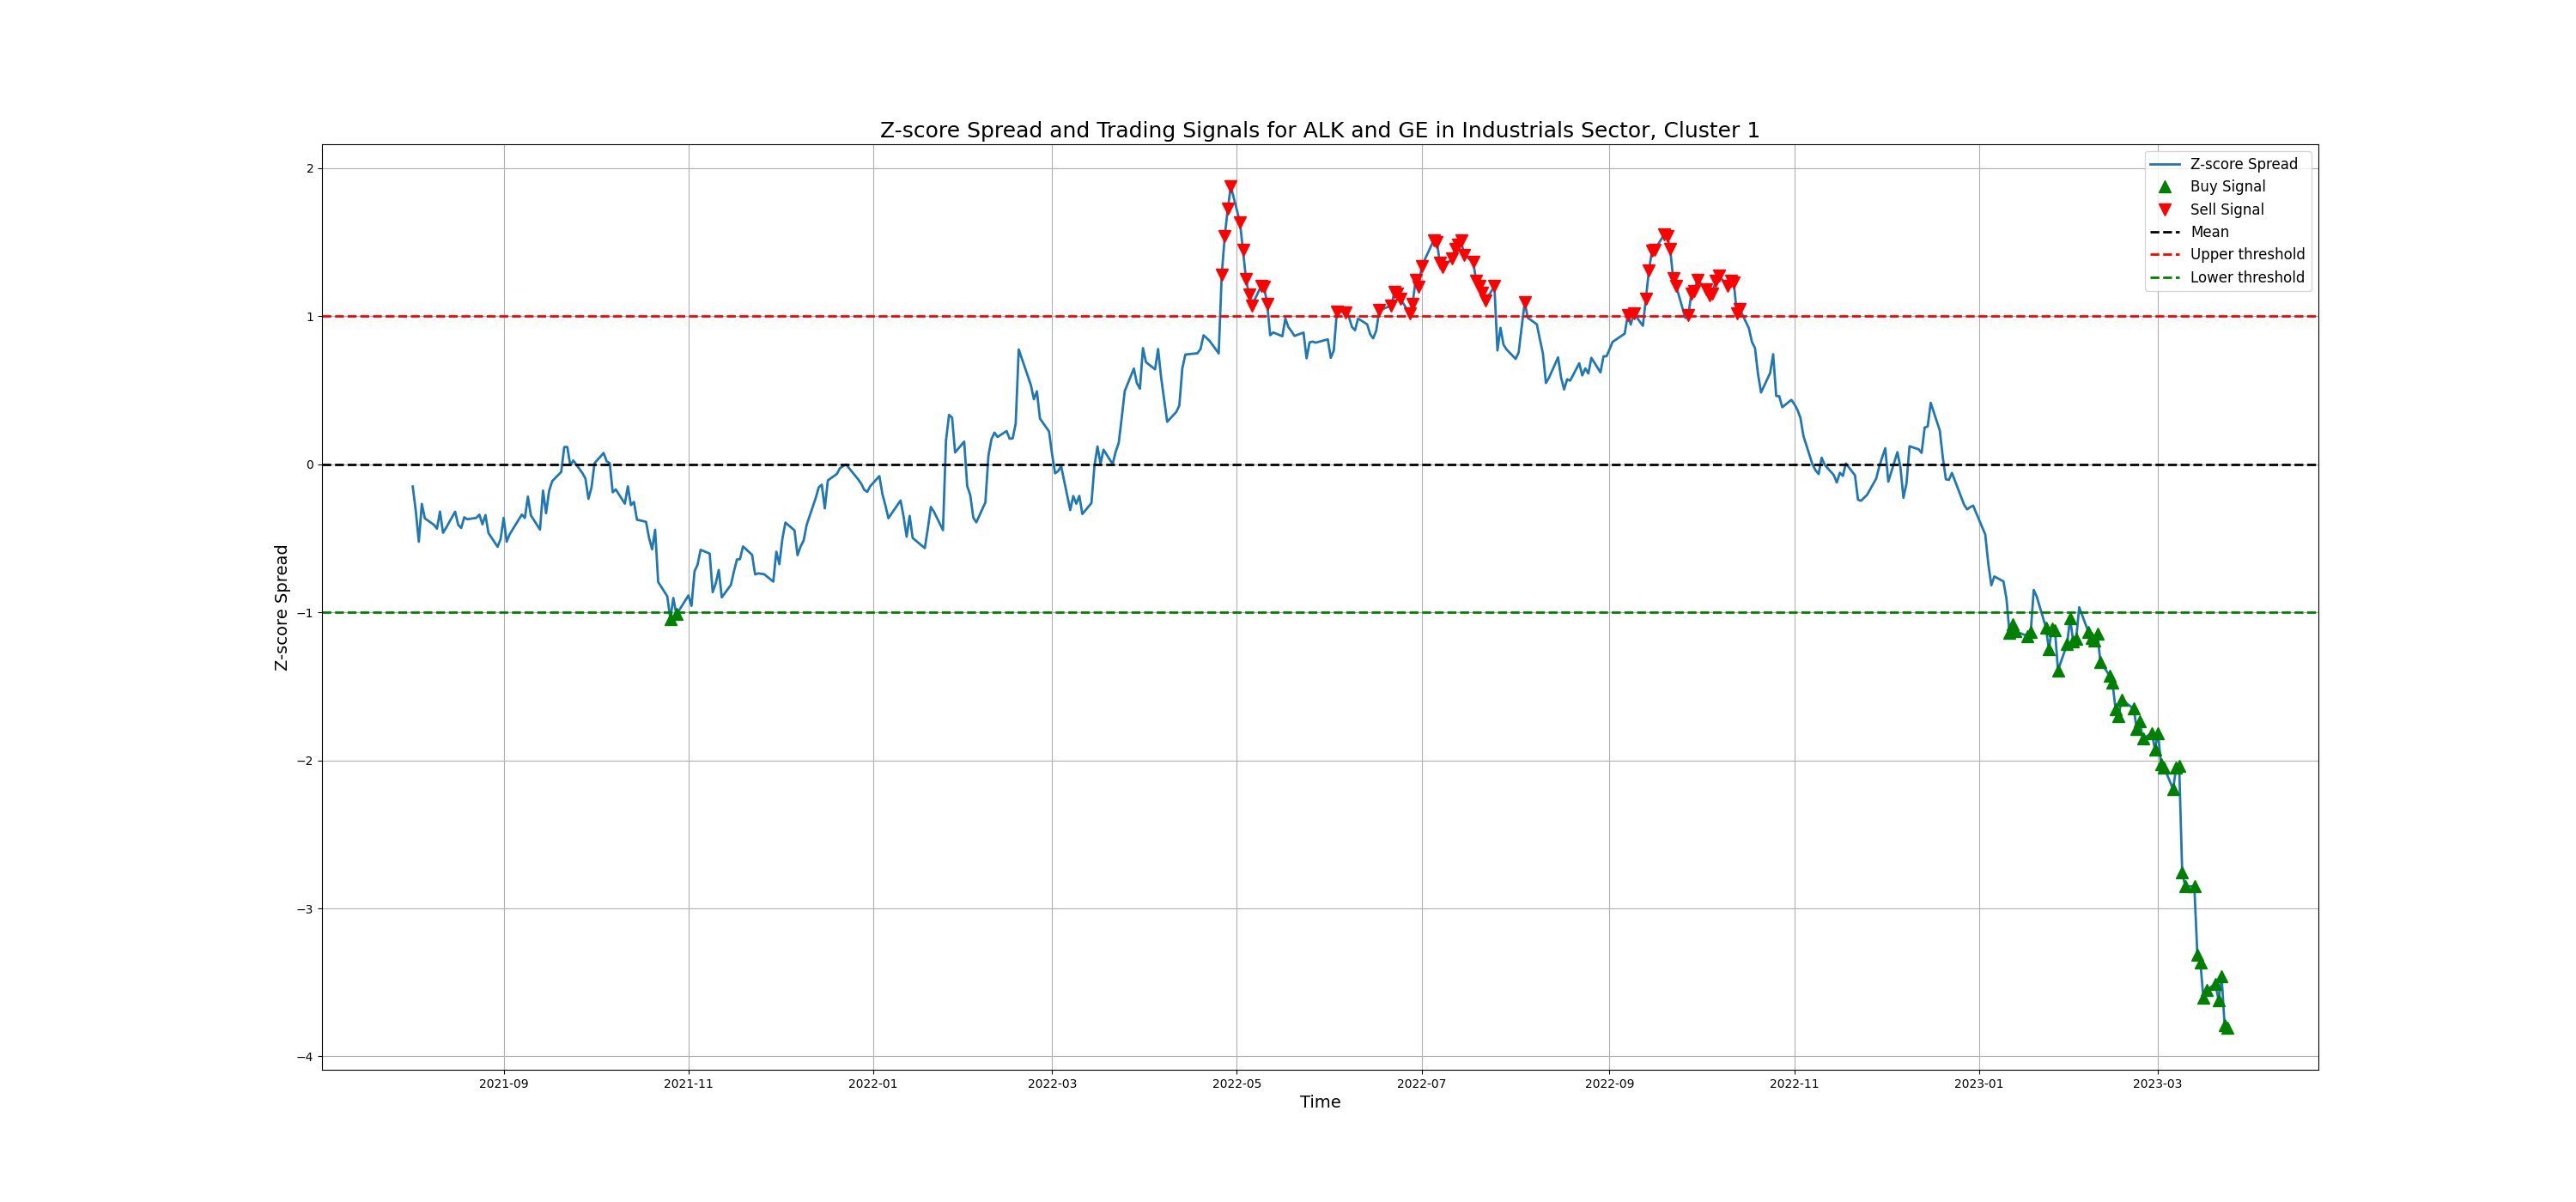 Z-score Spread and Trading Signals for ALK and GE in Industrials Sector, Cluster 1
Z-score Spread
Buy Signal
Sell Signal
Mean
Upper threshold
Lower threshold
2
1
0
−1
−2
−3
−4
Z-score Spread
2021-09
2021-11
2022-01
2022-03
2022-05
2022-07
2022-09
2022-11
2023-01
2023-03
Time